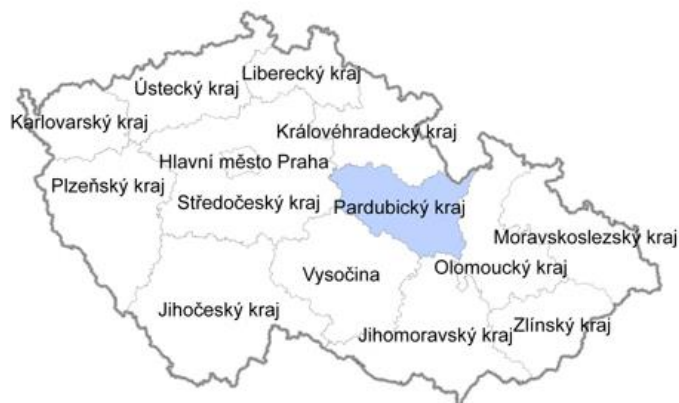 Liberecký kraj
Ústecký kraj
Karlovarský kraj
Královéhradecký kraj
Hlavní město Praha
Plzeňský kraj
Středočeský kraj
Pardubický kraj
Moravskoslezský kraj
Olomoucký kraj
Vysočina
Jihočeský kraj
Zlínský kraj
Jihomoravský kraj